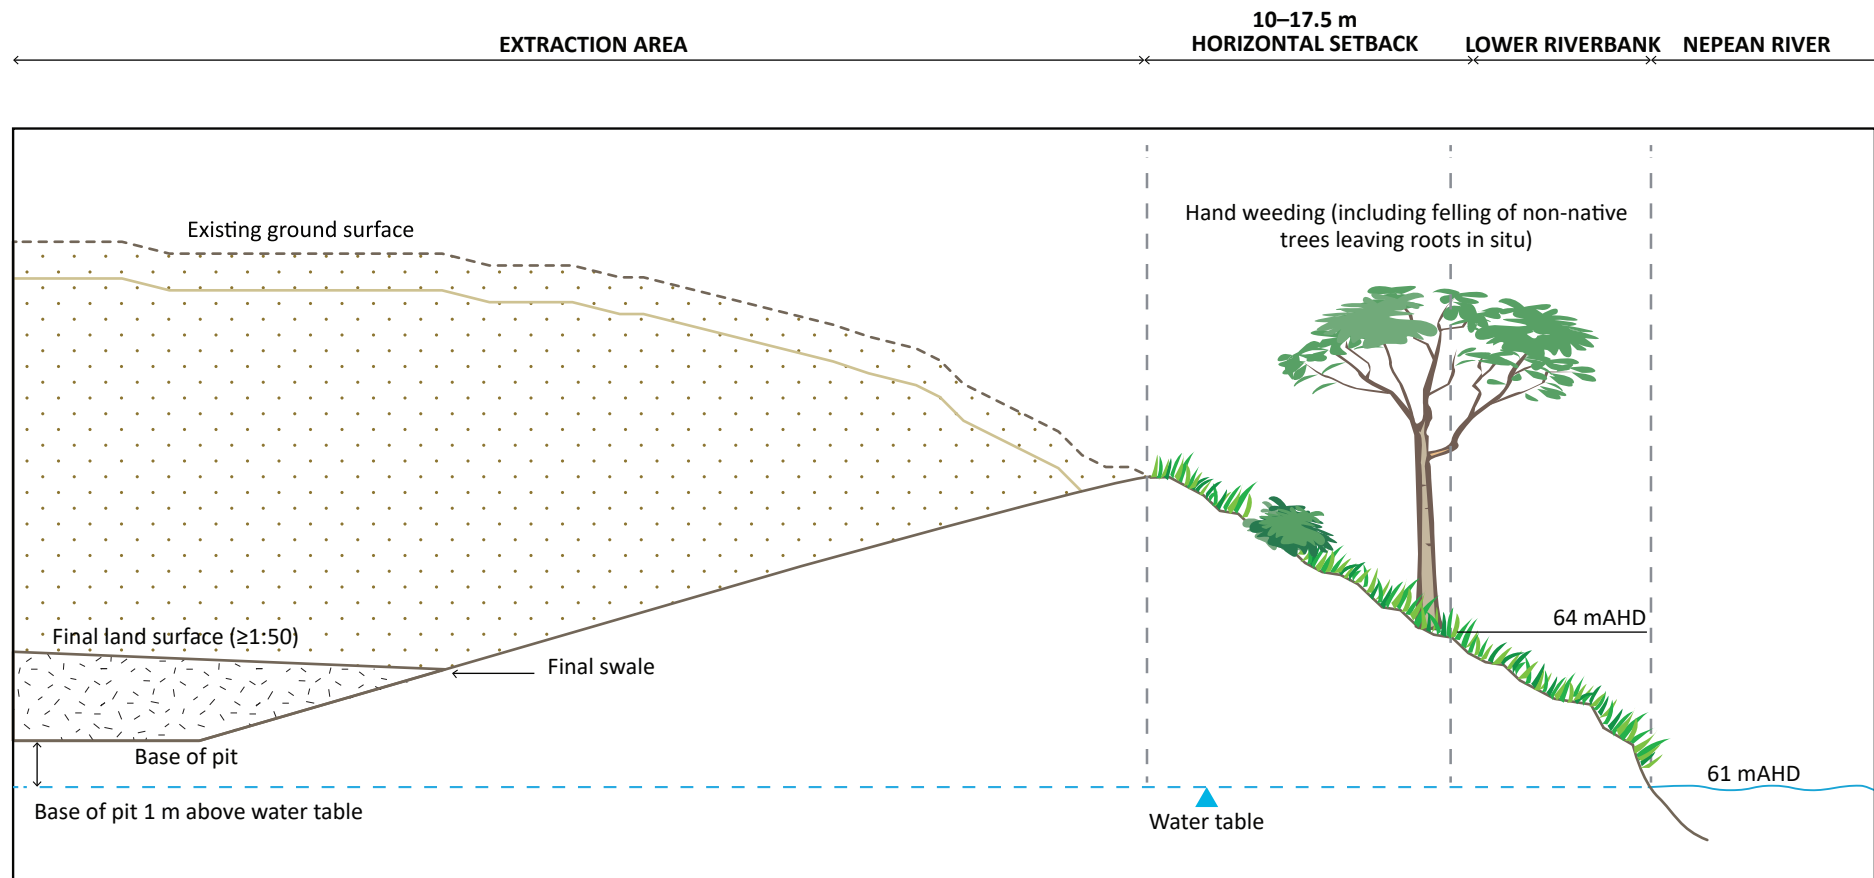 EXTRACTION AREA
10–17.5 m
HORIZONTAL SETBACK
LOWER RIVERBANK
NEPEAN RIVER
Existing ground surface
Hand weeding (including felling of non-native
trees leaving roots in situ)
64 mAHD
Final land surface (≥1:50)
Final swale
Base of pit
61 mAHD
Base of pit 1 m above water table
Water table